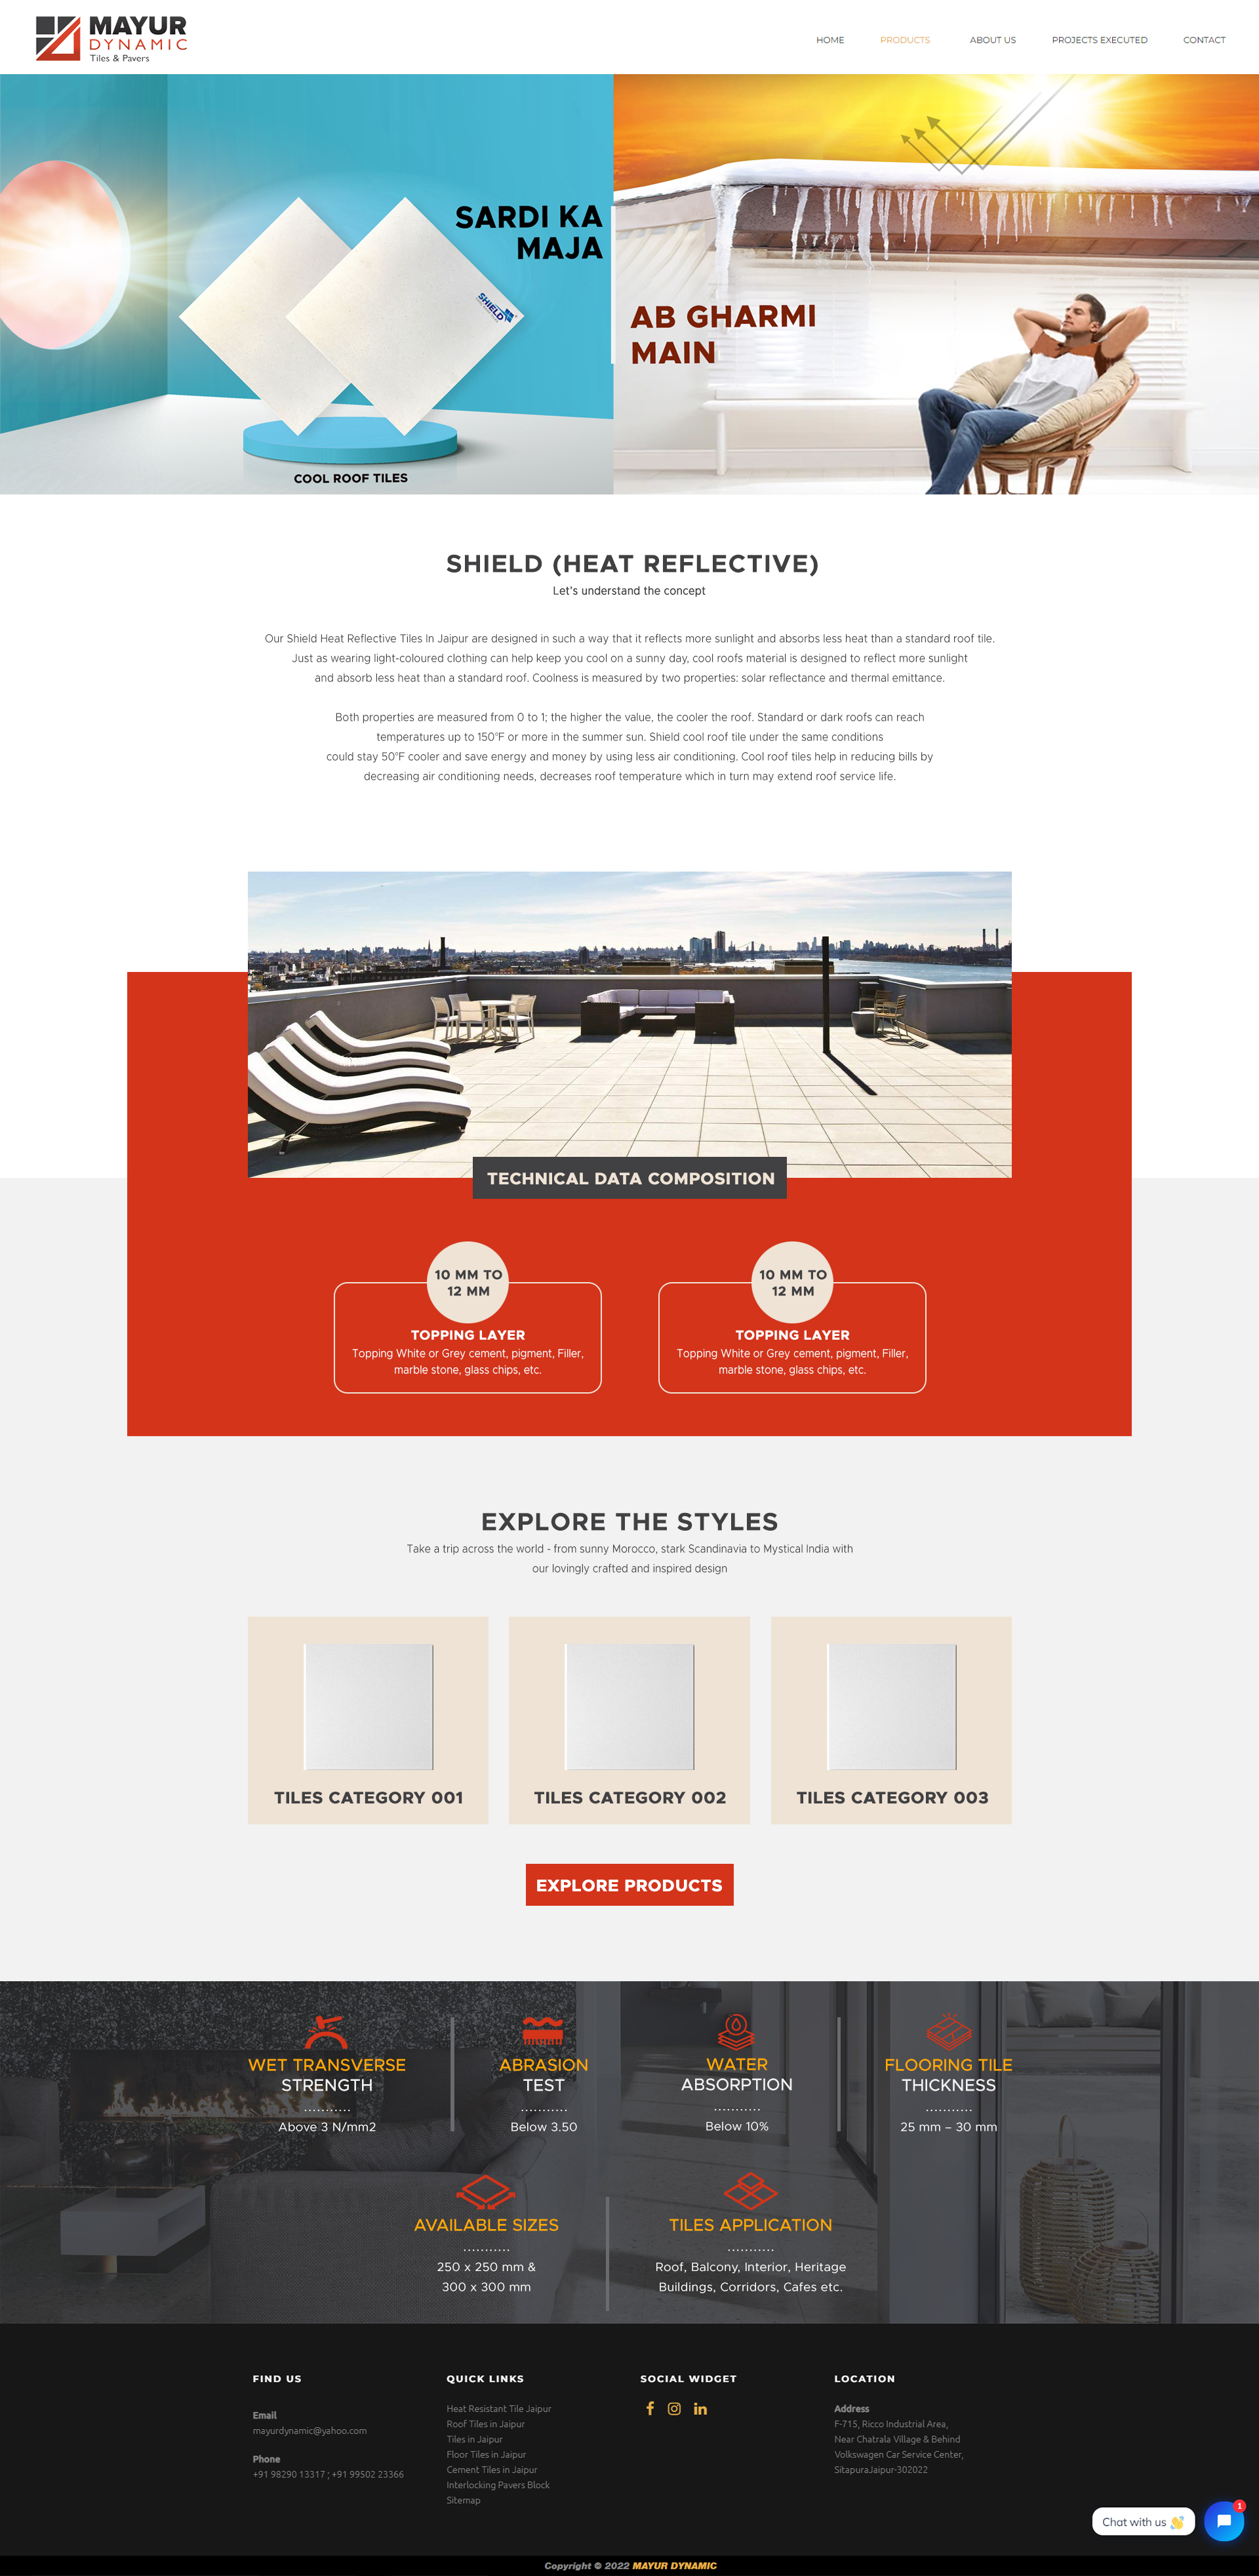 MAYUR
DYNAMIC
Tiles & Pavers
HOME
PRODUCTS
ABOUT US
PROJECTS EXECUTED
CONTACT
SARDI KA
MAJA
SHIELD
COOL ROOF TILES
AB GHARMI
MAIN
SHIELD (HEAT REFLECTIVE)
Let's understand the concept
Our Shield Heat Reflective Tiles In Jaipur are designed in such a way that it reflects more sunlight and absorbs less heat than a standard roof tile.
Just as wearing light-coloured clothing can help keep you cool on a sunny day, cool roofs material is designed to reflect more sunlight
and absorb less heat than a standard roof. Coolness is measured by two properties: solar reflectance and thermal emittance.
Both properties are measured from 0 to 1; the higher the value, the cooler the roof. Standard or dark roofs can reach
temperatures up to 150°F or more in the summer sun. Shield cool roof tile under the same conditions
could stay 50°F cooler and save energy and money by using less air conditioning. Cool roof tiles help in reducing bills by
decreasing air conditioning needs, decreases roof temperature which in turn may extend roof service life.
TECHNICAL DATA COMPOSITION
10 MM TO
12 MM
TOPPING LAYER
Topping White or Grey cement, pigment, Filler,
marble stone, glass chips, etc.
10 MM TO
12 MM
TOPPING LAYER
Topping White or Grey cement, pigment, Filler,
marble stone, glass chips, etc.
EXPLORE THE STYLES
Take a trip across the world - from sunny Morocco, stark Scandinavia to Mystical India with
our lovingly crafted and inspired design
TILES CATEGORY 001
TILES CATEGORY 002
TILES CATEGORY 003
EXPLORE PRODUCTS
WET TRANSVERSE
STRENGTH
...........
Above 3 N/mm2
ABRASION
TEST
...........
Below 3.50
WATER
ABSORPTION
...........
Below 10%
FLOORING TILE
THICKNESS
...........
25 mm – 30 mm
AVAILABLE SIZES
...........
250 x 250 mm &
300 x 300 mm
TILES APPLICATION
...........
Roof, Balcony, Interior, Heritage
Buildings, Corridors, Cafes etc.
FIND US
Email
mayurdynamic@yahoo.com
Phone
+91 98290 13317 ; +91 99502 23366
QUICK LINKS
Heat Resistant Tile Jaipur
Roof Tiles in Jaipur
Tiles in Jaipur
Floor Tiles in Jaipur
Cement Tiles in Jaipur
Interlocking Pavers Block
Sitemap
SOCIAL WIDGET
LOCATION
Address
F-715, Ricco Industrial Area,
Near Chatrala Village & Behind
Volkswagen Car Service Center,
SitapuraJaipur-302022
Chat with us 👋
1
Copyright © 2022 MAYUR DYNAMIC